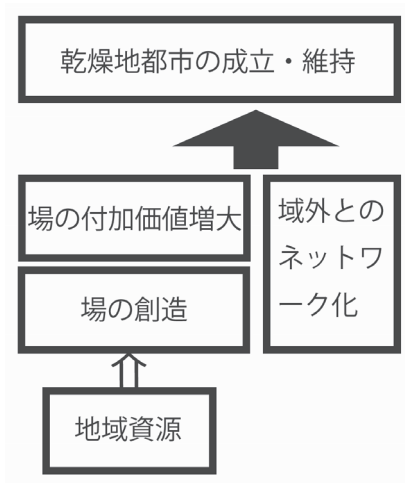 乾燥地都市の成立・維持
場の付加価値増大
域外との
ネットワ
ーク化
場の創造
地域資源